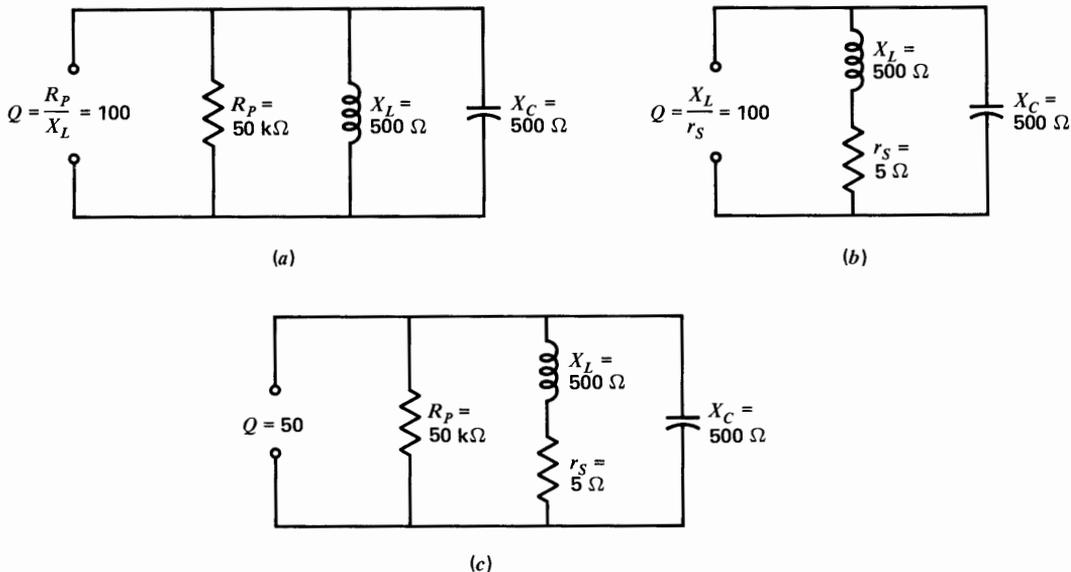 Q = R_P / X_L = 100
R_P =
50 kΩ
X_L =
500 Ω
X_C =
500 Ω
(a)
Q = X_L / r_S = 100
X_L =
500 Ω
r_S =
5 Ω
X_C =
500 Ω
(b)
Q = 50
R_P =
50 kΩ
X_L =
500 Ω
r_S =
5 Ω
X_C =
500 Ω
(c)